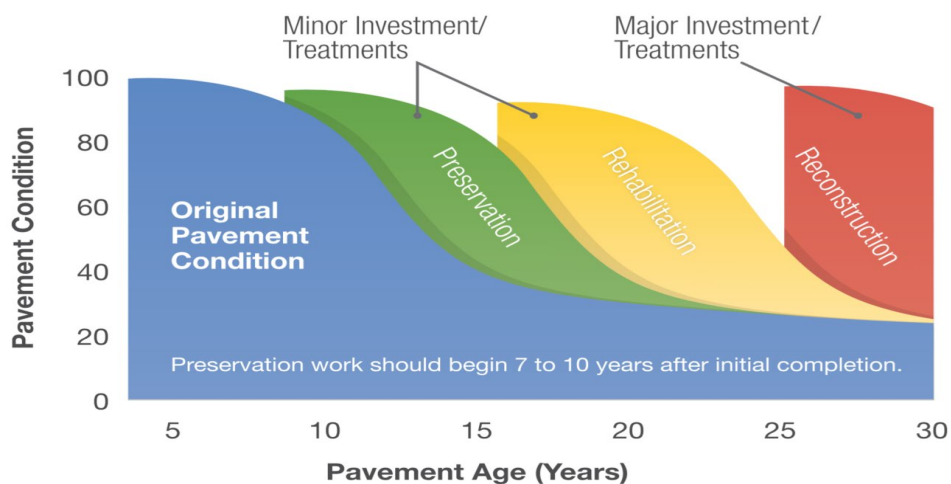 Minor Investment/
Treatments
Major Investment/
Treatments
Pavement Condition
100
80
60
40
20
0
Original
Pavement
Condition
Preservation
Rehabilitation
Reconstruction
Preservation work should begin 7 to 10 years after initial completion.
5 10 15 20 25 30
Pavement Age (Years)